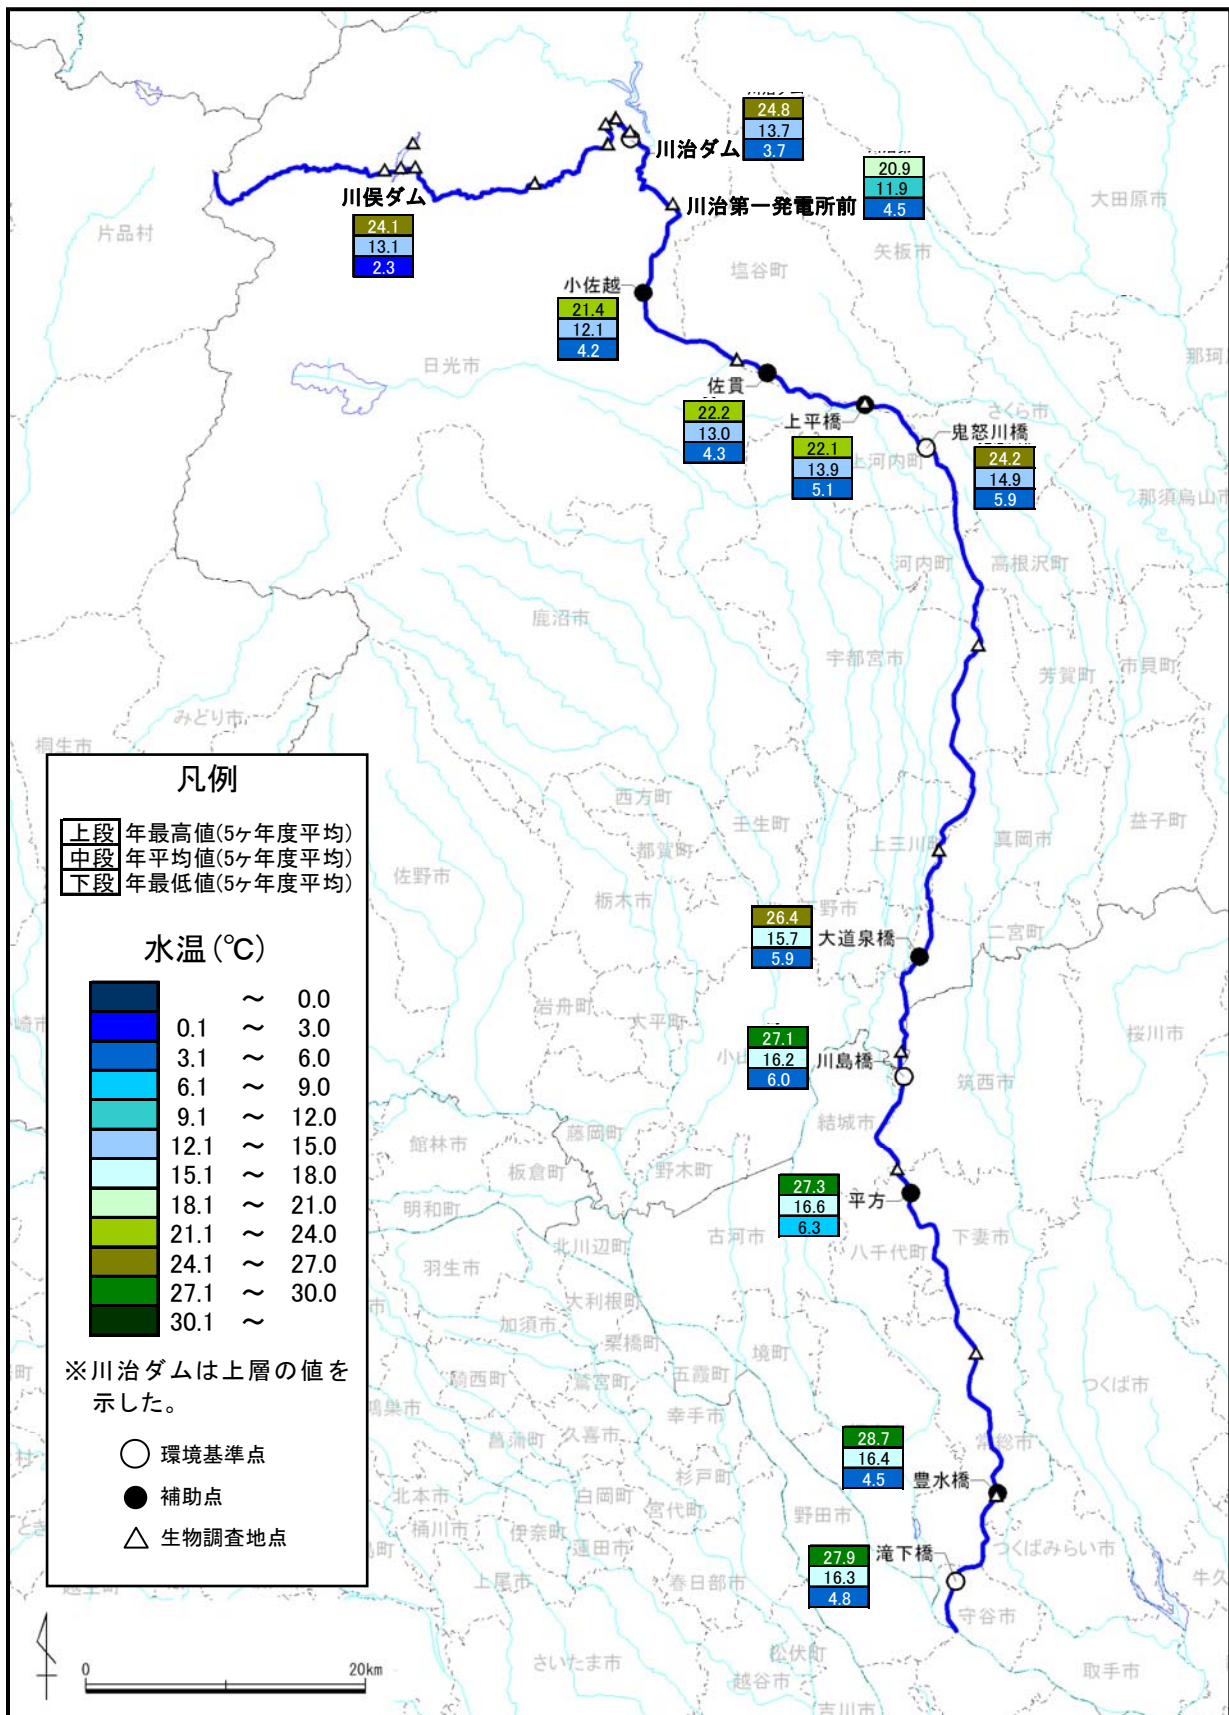 24.8
13.7
3.7
川治ダム
20.9
11.9
4.5
川治第一発電所前
大田原市
川俣ダム
24.1
13.1
2.3
片品村
矢板市
塩谷町
小佐越
21.4
12.1
4.2
日光市
佐貫
22.2
13.0
4.3
上平橋
22.1
13.9
5.1
さくら市
鬼怒川橋
24.2
14.9
5.9
上河内町
那須烏山市
河内町
高根沢町
鹿沼市
宇都宮市
芳賀町
市貝町
みどり市
桐生市
西方町
壬生町
都賀町
上三川町
真岡市
益子町
佐野市
栃木市
26.4
15.7
5.9
大道泉橋
二宮町
岩舟町
大平町
桜川市
27.1
16.2
6.0
川島橋
筑西市
結城市
館林市
藤岡町
板倉町
野木町
27.3
16.6
6.3
平方
明和町
古河市
下妻市
八千代町
北川辺町
羽生市
大利根町
加須市
栗橋町
境町
五霞町
騎西町
鷲宮町
つくば市
鴻巣市
幸手市
菖蒲町
久喜市
28.7
16.4
4.5
常総市
豊水橋
杉戸町
北本市
白岡町
宮代町
野田市
桶川市
伊奈町
蓮田市
滝下橋
つくばみらい市
27.9
16.3
4.8
上尾市
春日部市
守谷市
松伏町
さいたま市
越谷市
取手市
吉川市
凡例
上段 年最高値(5ヶ年度平均)
中段 年平均値(5ヶ年度平均)
下段 年最低値(5ヶ年度平均)
水温(℃)
～ 0.0
0.1 ～ 3.0
3.1 ～ 6.0
6.1 ～ 9.0
9.1 ～ 12.0
12.1 ～ 15.0
15.1 ～ 18.0
18.1 ～ 21.0
21.1 ～ 24.0
24.1 ～ 27.0
27.1 ～ 30.0
30.1 ～
※川治ダムは上層の値を
示した。
環境基準点
補助点
生物調査地点
0 20km